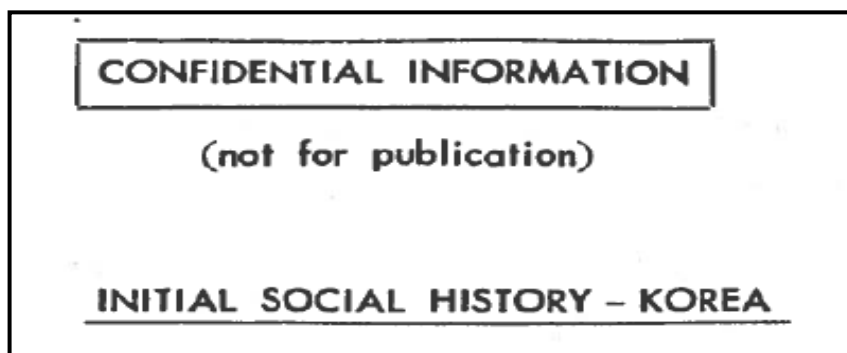 CONFIDENTIAL INFORMATION
(not for publication)
INITIAL SOCIAL HISTORY – KOREA